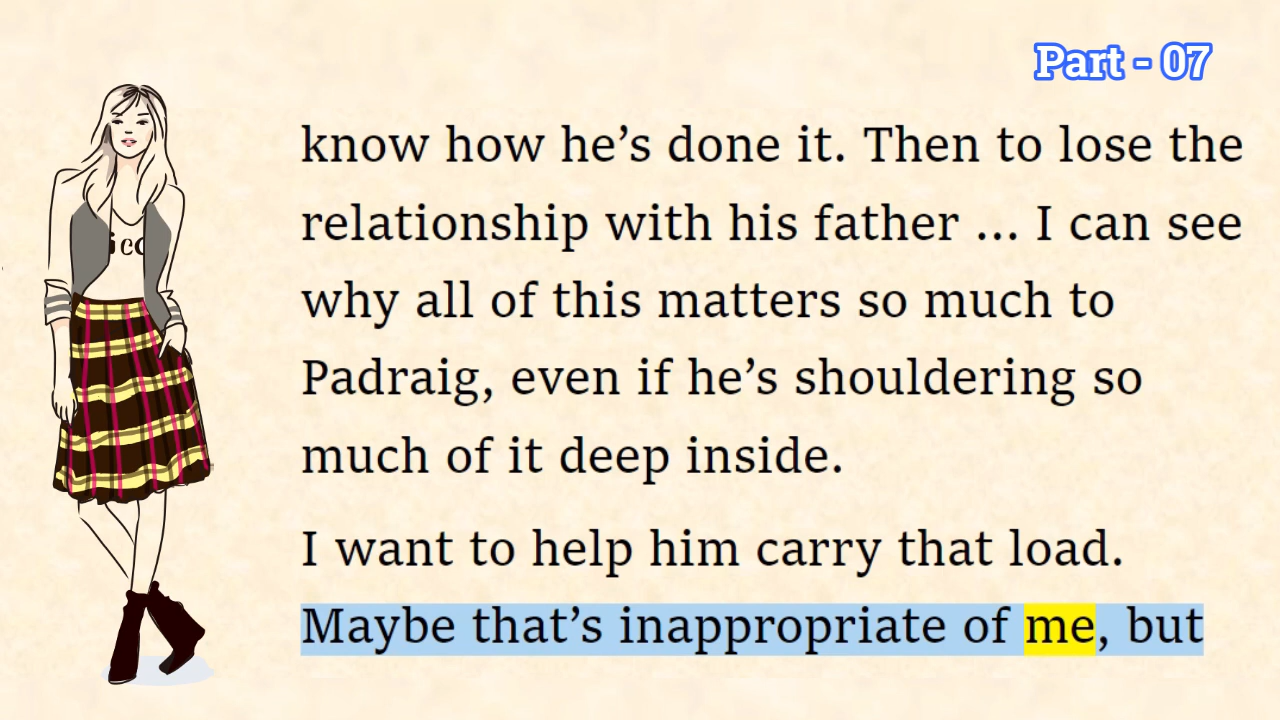 Part - 07
know how he’s done it. Then to lose the
relationship with his father ... I can see
why all of this matters so much to
Padraig, even if he’s shouldering so
much of it deep inside.
I want to help him carry that load.
Maybe that’s inappropriate of me, but